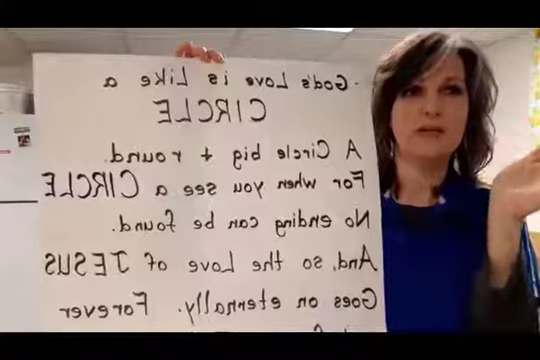 ·God's Love is Like a
CIRCLE
A Circle big + round.
For when you see a CIRCLE
No ending can be found.
And, so the Love of JESUS
Goes on eternally. Forever